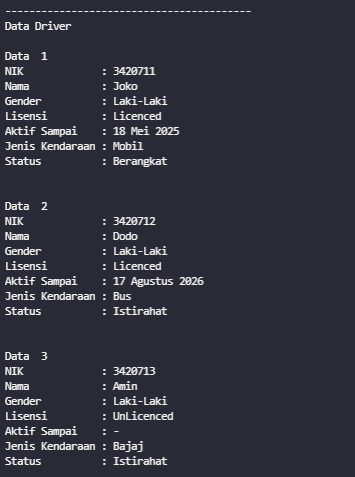 -----------------------------------------
Data Driver
Data  1
NIK             : 3420711
Nama            : Joko
Gender          : Laki-Laki
Lisensi         : Licenced
Aktif Sampai    : 18 Mei 2025
Jenis Kendaraan : Mobil
Status          : Berangkat
Data  2
NIK             : 3420712
Nama            : Dodo
Gender          : Laki-Laki
Lisensi         : Licenced
Aktif Sampai    : 17 Agustus 2026
Jenis Kendaraan : Bus
Status          : Istirahat
Data  3
NIK             : 3420713
Nama            : Amin
Gender          : Laki-Laki
Lisensi         : UnLicenced
Aktif Sampai    : -
Jenis Kendaraan : Bajaj
Status          : Istirahat